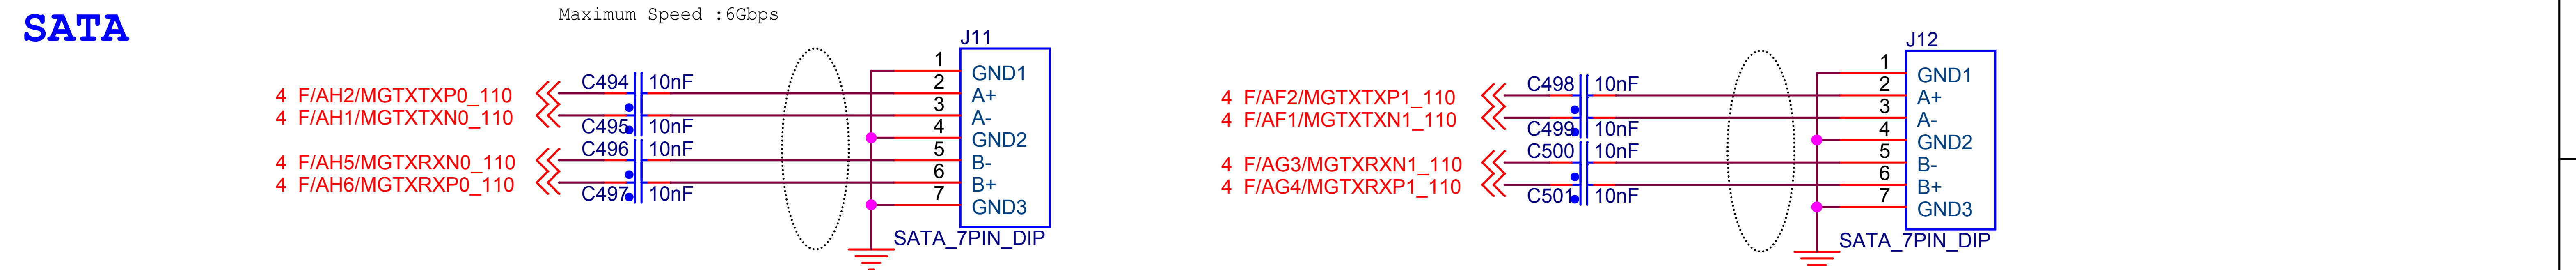 SATA
Maximum Speed :6Gbps
J11
4 F/AH2/MGTXTXP0_110 C494 10nF 1 GND1
4 F/AH1/MGTXTXN0_110 C495 10nF 2 A+
3 A-
4 GND2
4 F/AH5/MGTXRXN0_110 C496 10nF 5 B-
4 F/AH6/MGTXRXP0_110 C497 10nF 6 B+
7 GND3
SATA_7PIN_DIP
J12
4 F/AF2/MGTXTXP1_110 C498 10nF 1 GND1
4 F/AF1/MGTXTXN1_110 C499 10nF 2 A+
3 A-
4 GND2
4 F/AG3/MGTXRXN1_110 C500 10nF 5 B-
4 F/AG4/MGTXRXP1_110 C501 10nF 6 B+
7 GND3
SATA_7PIN_DIP